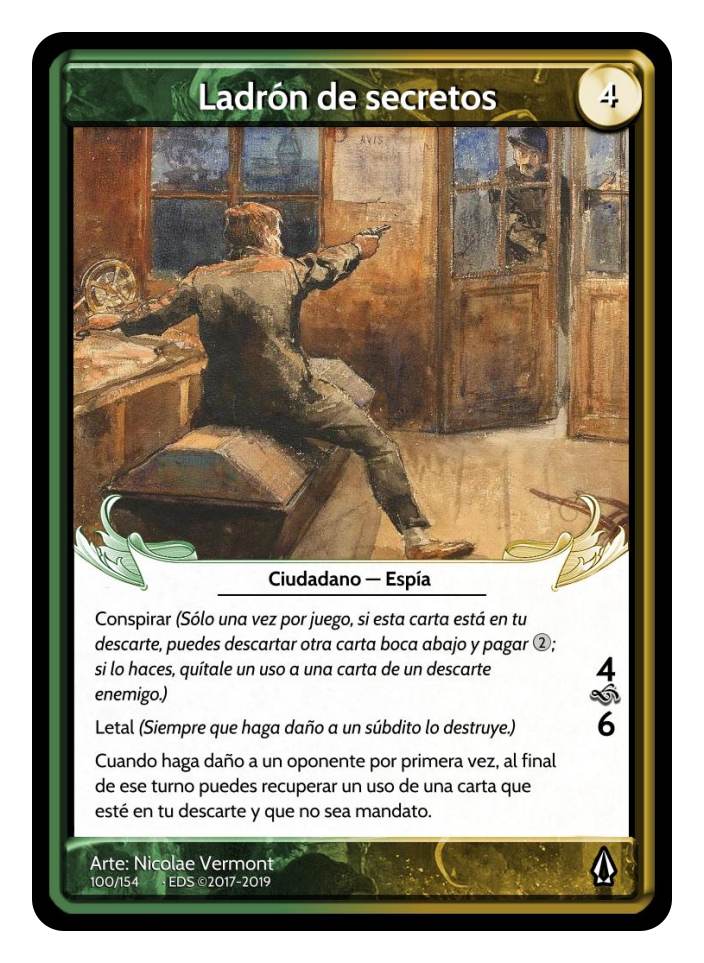 Ladrón de secretos
4
AVIS
Ciudadano — Espía
Conspirar (Sólo una vez por juego, si esta carta está en tu
descarte, puedes descartar otra carta boca abajo y pagar 2;
si lo haces, quítale un uso a una carta de un descarte
enemigo.)
Letal (Siempre que haga daño a un súbdito lo destruye.)
Cuando haga daño a un oponente por primera vez, al final
de ese turno puedes recuperar un uso de una carta que
esté en tu descarte y que no sea mandato.
4
6
Arte: Nicolae Vermont
100/154 · EDS ©2017-2019